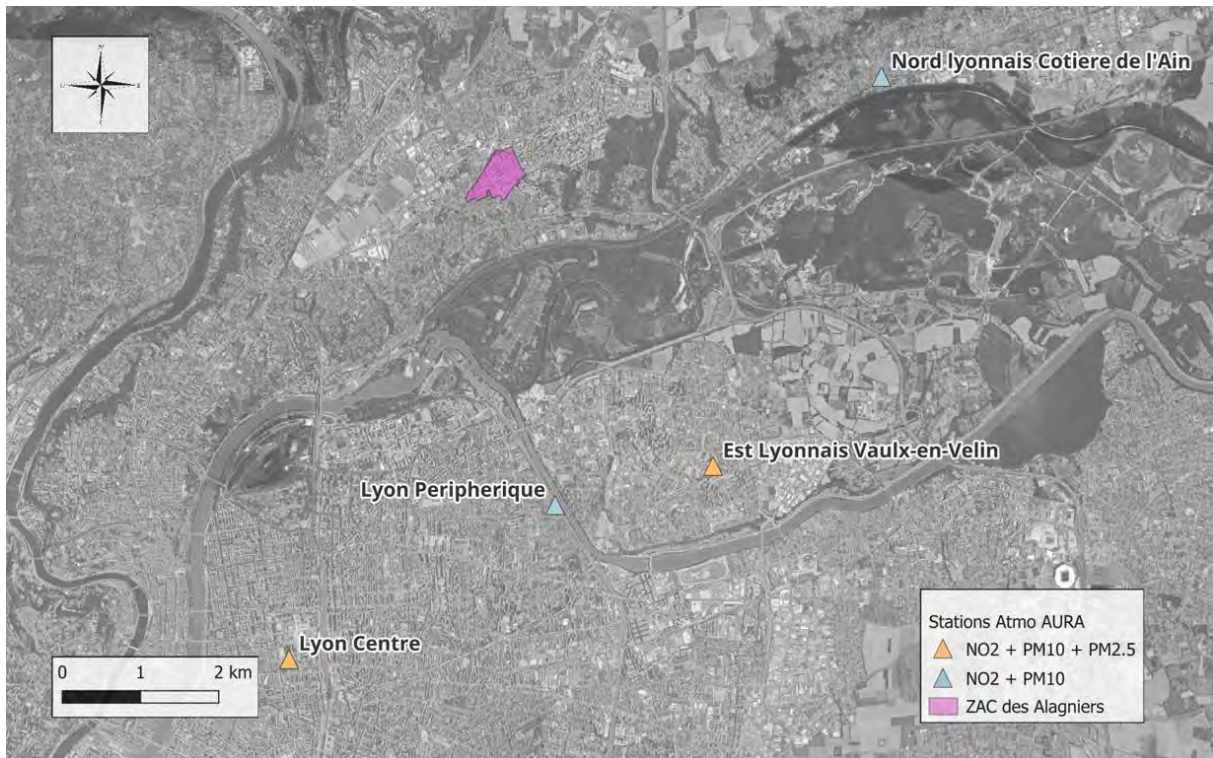 N
O
E
S
Nord lyonnais Cotiere de l'Ain
Est Lyonnais Vaulx-en-Velin
Lyon Peripherique
Lyon Centre
0 1 2 km
Stations Atmo AURA
NO2 + PM10 + PM2.5
NO2 + PM10
ZAC des Alagniers